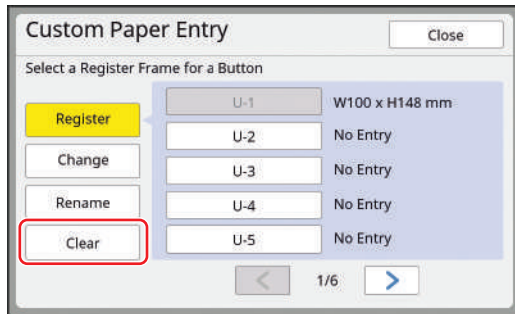 Custom Paper Entry
Close
Select a Register Frame for a Button
Register
Change
Rename
Clear
U-1 W100 x H148 mm
U-2 No Entry
U-3 No Entry
U-4 No Entry
U-5 No Entry
< 1/6 >